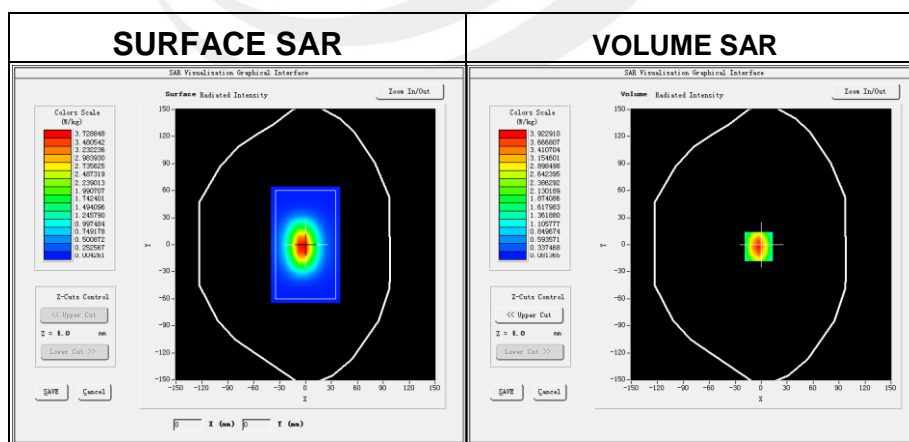 SURFACE SAR
SAR Visualisation Graphical Interface
Surface Radiated Intensity
Zoom In/Out
Colors Scale
(W/kg)
3.728848
3.480542
3.232236
2.983930
2.735625
2.487319
2.239013
1.990707
1.742401
1.494096
1.245790
0.997484
0.749178
0.500872
0.252567
0.004261
150
120
90
60
30
0
-30
-60
-90
-120
-150
Y
-150 -120 -90 -60 -30 0 30 60 90 120 150
X
Z-Cuts Control
<< Upper Cut
Z = 4.0 mm
Lower Cut >>
SAVE Cancel
0 X (mm) 0 Y (mm)
VOLUME SAR
SAR Visualisation Graphical Interface
Volume Radiated Intensity
Zoom In/Out
Colors Scale
(W/kg)
3.922910
3.666807
3.410704
3.154601
2.898498
2.642395
2.386292
2.130189
1.874086
1.617983
1.361880
1.105777
0.849674
0.593571
0.337468
0.081365
150
120
90
60
30
0
-30
-60
-90
-120
-150
Y
-150 -120 -90 -60 -30 0 30 60 90 120 150
X
Z-Cuts Control
<< Upper Cut
Z = 4.0 mm
Lower Cut >>
SAVE Cancel